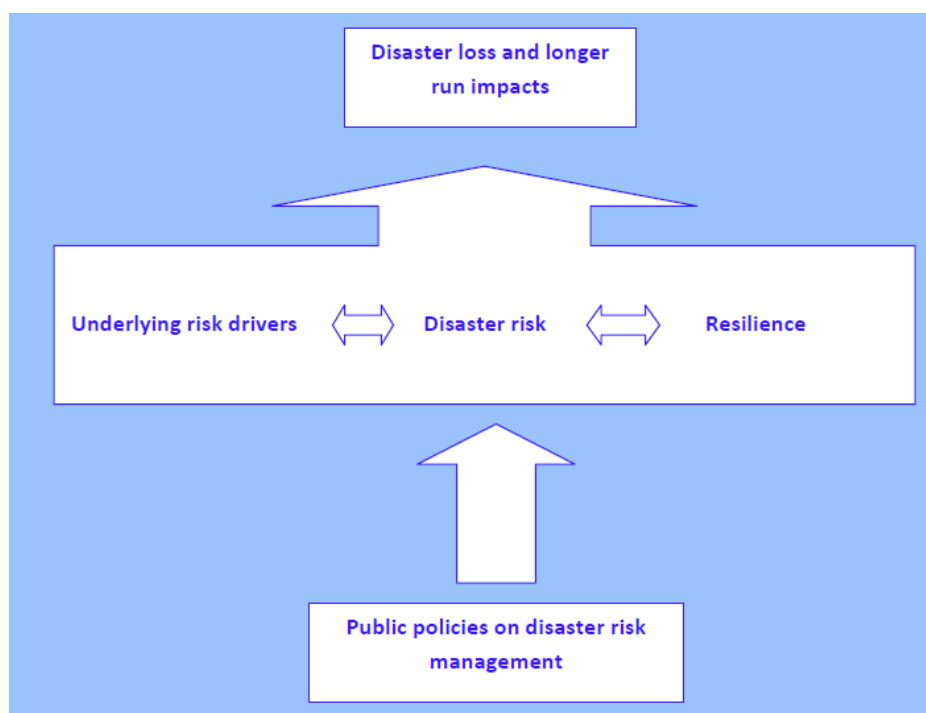 Disaster loss and longer
run impacts
Underlying risk drivers
Disaster risk
Resilience
Public policies on disaster risk
management